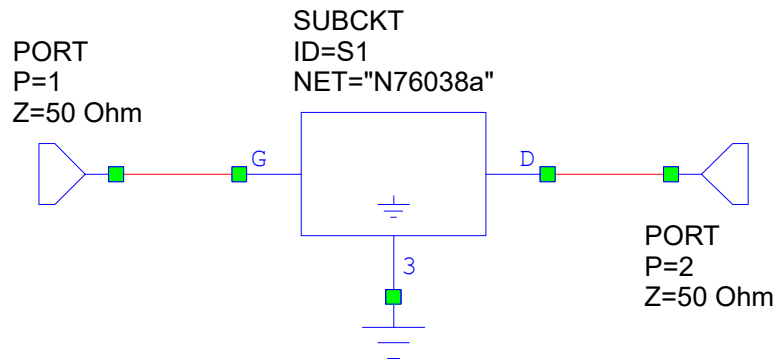 SUBCKT
ID=S1
NET="N76038a"
PORT
P=1
Z=50 Ohm
G
D
3
PORT
P=2
Z=50 Ohm